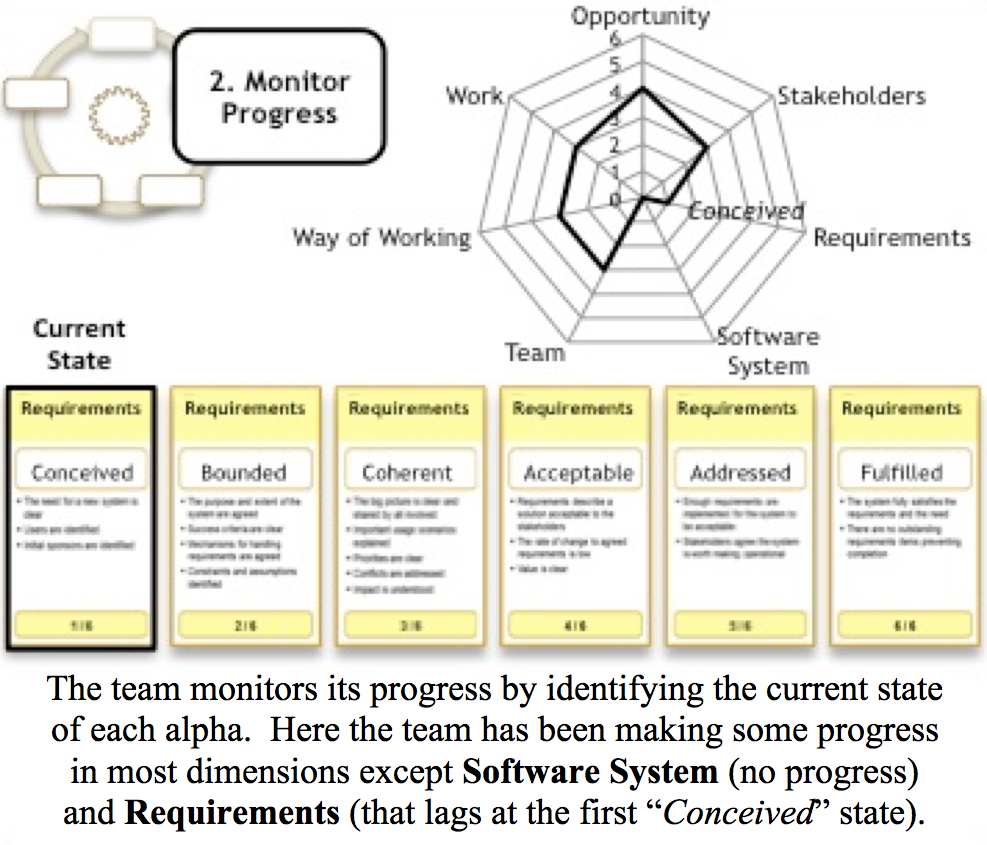 2. Monitor
Progress
Opportunity
6
5
4
3
2
1
0
Work
Stakeholders
Conceived
Way of Working
Requirements
Team
Software
System
Current
State
Requirements
Conceived
• The need for a new system is
clear
• Users are identified
• Initial sponsors are identified
1 / 6
Requirements
Bounded
• The purpose and extent of the
system are agreed
• Success criteria are clear
• Mechanisms for handling
requirements are agreed
• Constraints and assumptions
identified
2 / 6
Requirements
Coherent
• The big picture is clear and
shared by all involved
• Important usage scenarios
explained
• Priorities are clear
• Conflicts are addressed
• Impact is understood
3 / 6
Requirements
Acceptable
• Requirements describe a
solution acceptable to the
stakeholders
• The rate of change to agreed
requirements is low
• Value is clear
4 / 6
Requirements
Addressed
• Enough requirements are
implemented for the system to
be acceptable
• Stakeholders agree the system
is worth making operational
5 / 6
Requirements
Fulfilled
• The system fully satisfies the
requirements and the need
• There are no outstanding
requirements items preventing
completion
6 / 6
The team monitors its progress by identifying the current state
of each alpha. Here the team has been making some progress
in most dimensions except Software System (no progress)
and Requirements (that lags at the first “Conceived” state).